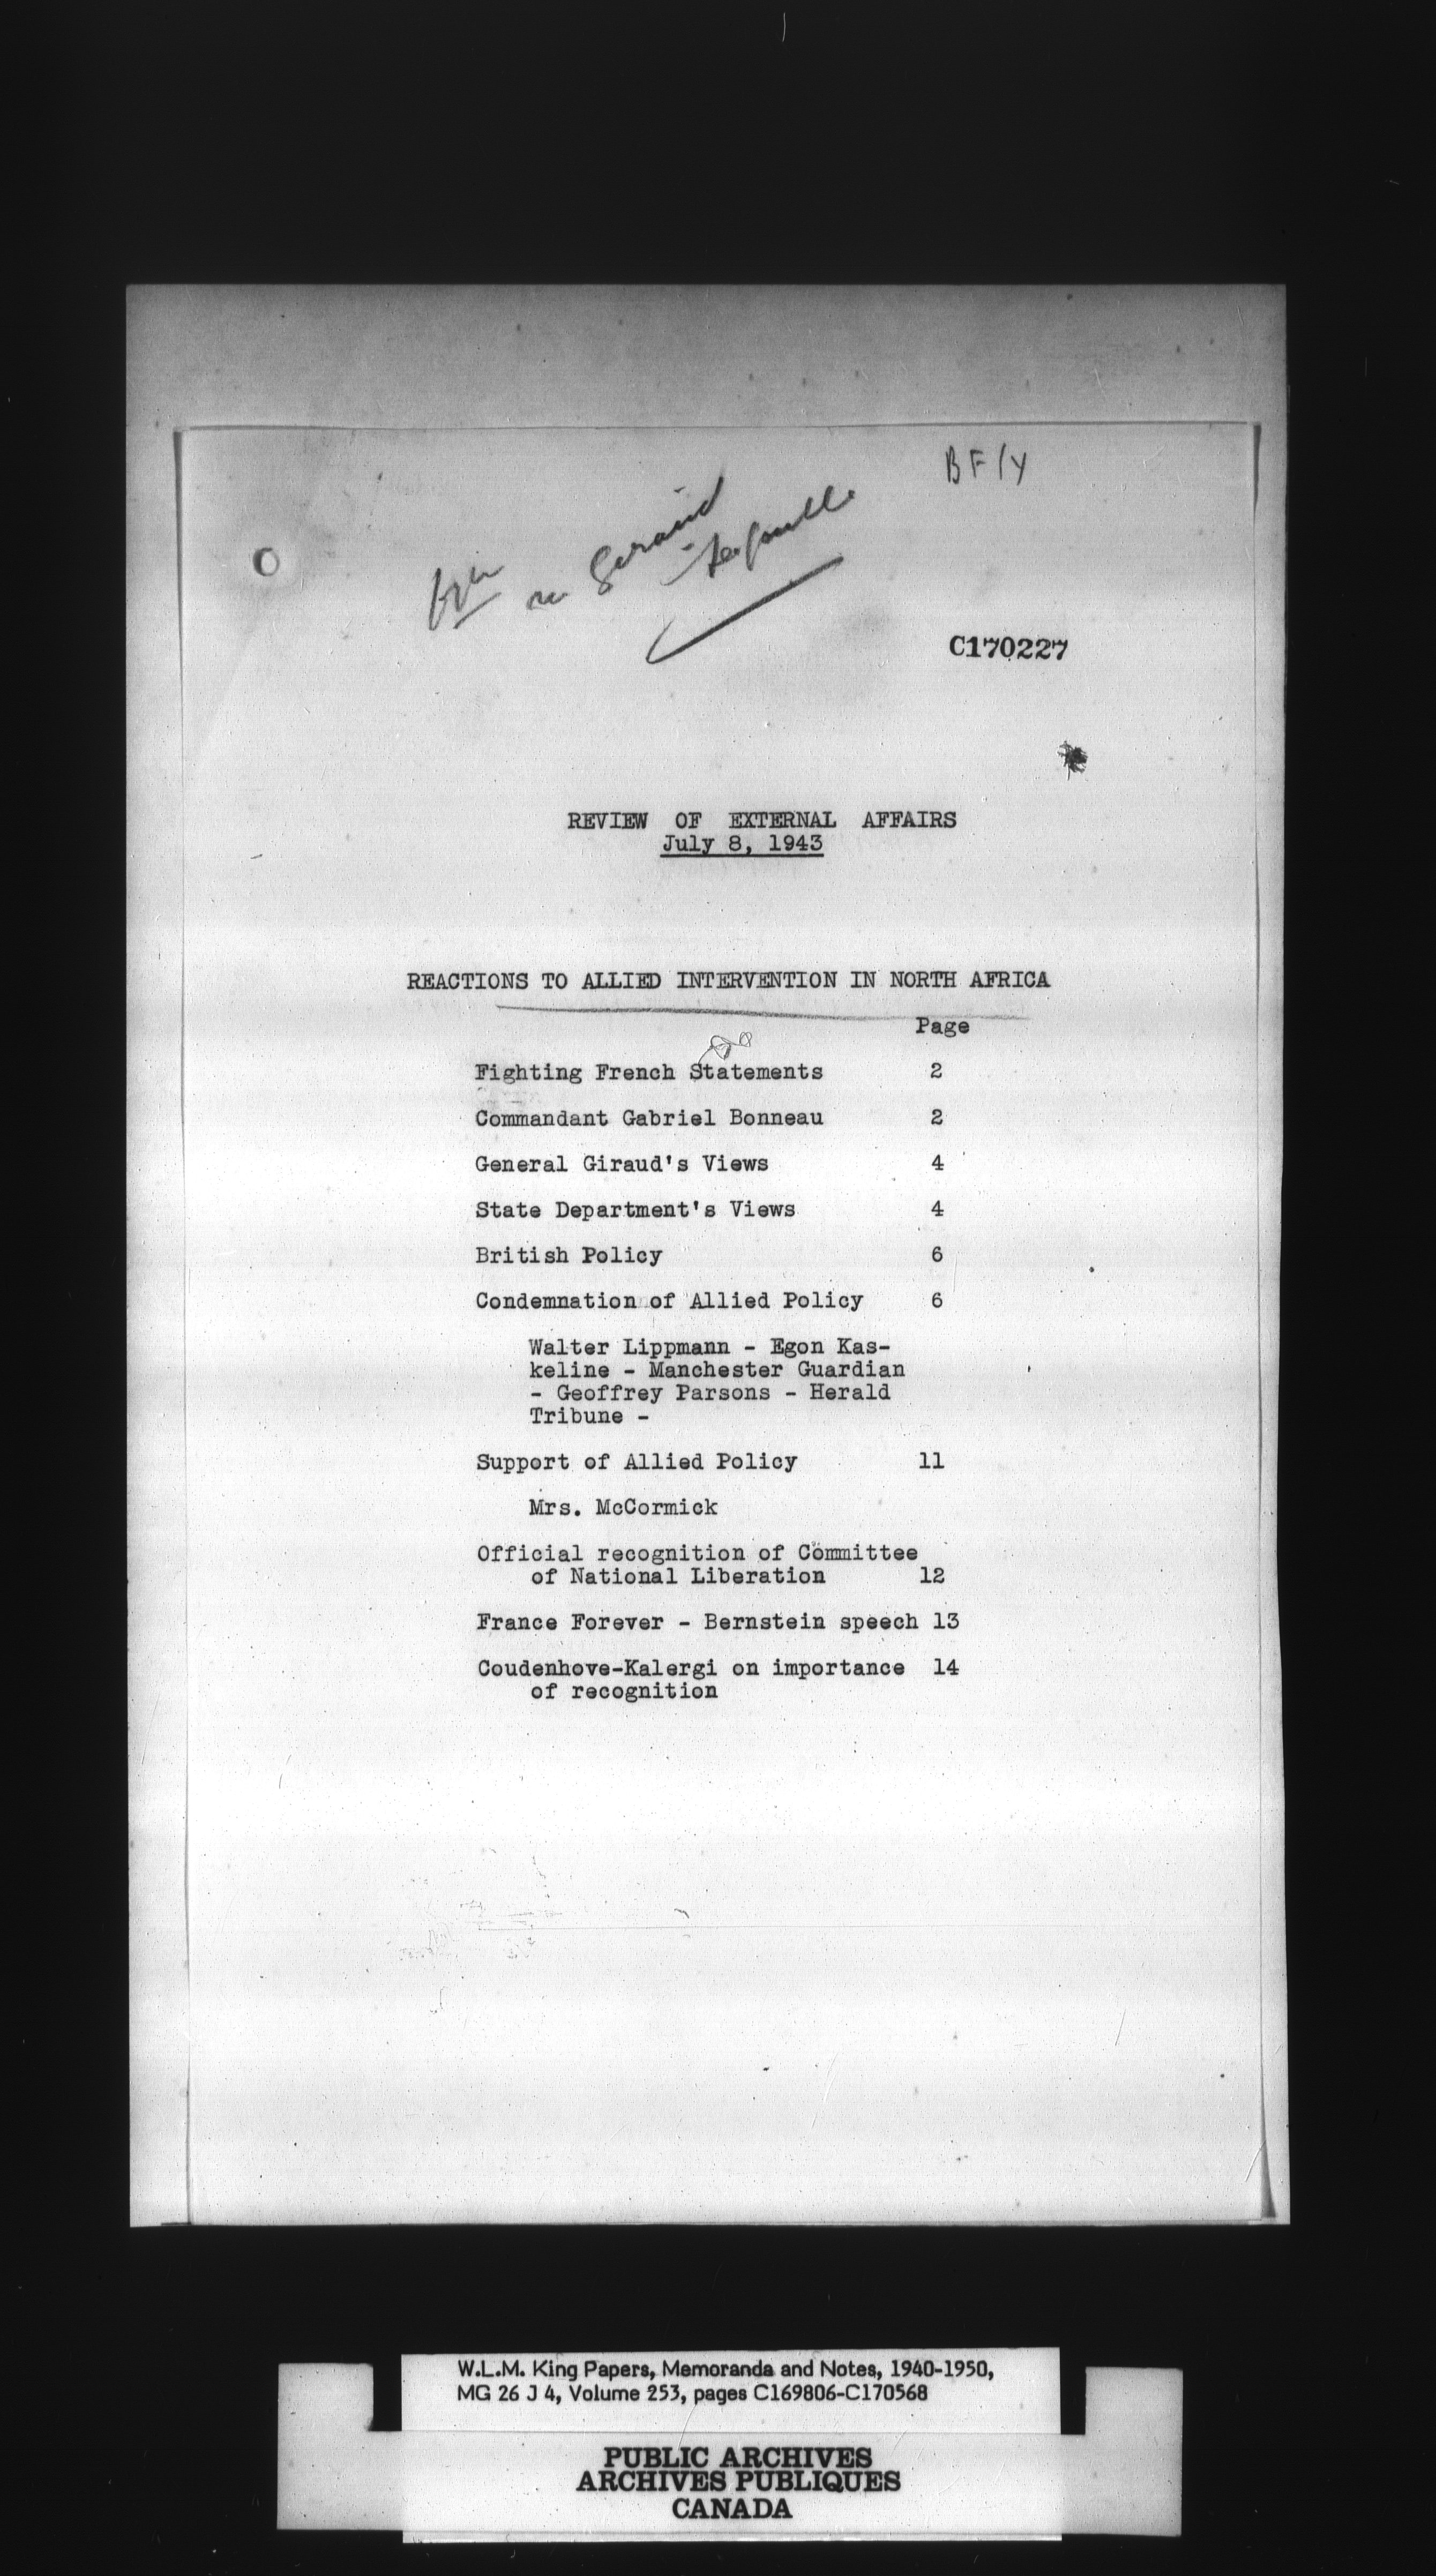 BF/Y
re Giraud
- de Gaulle
C170227
REVIEW OF EXTERNAL AFFAIRS
July 8, 1943
REACTIONS TO ALLIED INTERVENTION IN NORTH AFRICA
Page
Fighting French Statements 2
Commandant Gabriel Bonneau 2
General Giraud's Views 4
State Department's Views 4
British Policy 6
Condemnation of Allied Policy 6
Walter Lippmann - Egon Kas-
keline - Manchester Guardian
- Geoffrey Parsons - Herald
Tribune -
Support of Allied Policy 11
Mrs. McCormick
Official recognition of Committee
of National Liberation 12
France Forever - Bernstein speech 13
Coudenhove-Kalergi on importance 14
of recognition
W.L.M. King Papers, Memoranda and Notes, 1940-1950,
MG 26 J 4, Volume 253, pages C169806-C170568
PUBLIC ARCHIVES
ARCHIVES PUBLIQUES
CANADA